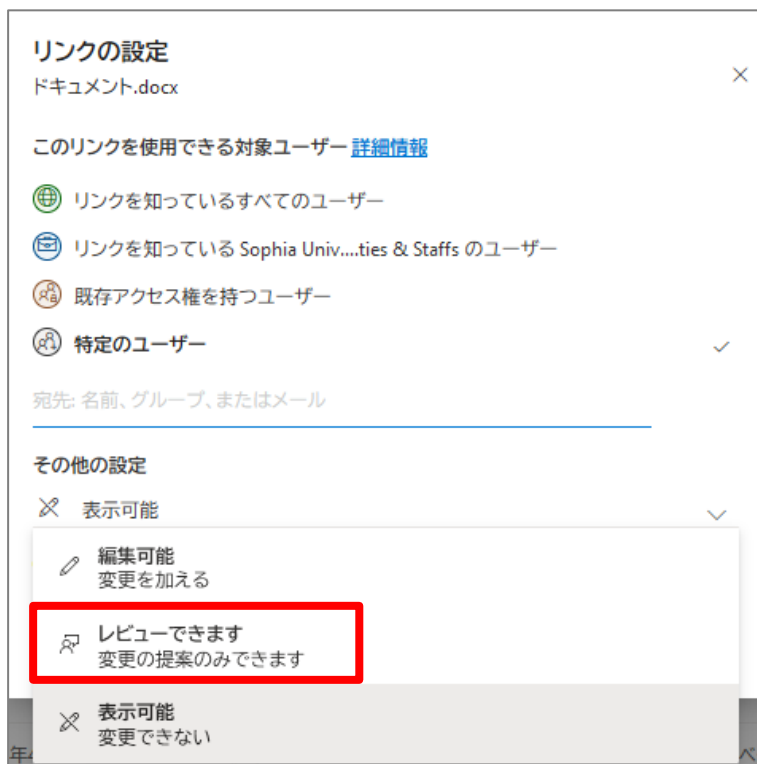 リンクの設定
ドキュメント.docx
このリンクを使用できる対象ユーザー 詳細情報
リンクを知っているすべてのユーザー
リンクを知っている Sophia Univ....ties & Staffs のユーザー
既存アクセス権を持つユーザー
特定のユーザー
宛先: 名前、グループ、またはメール
その他の設定
表示可能
編集可能
変更を加える
レビューできます
変更の提案のみできます
表示可能
変更できない